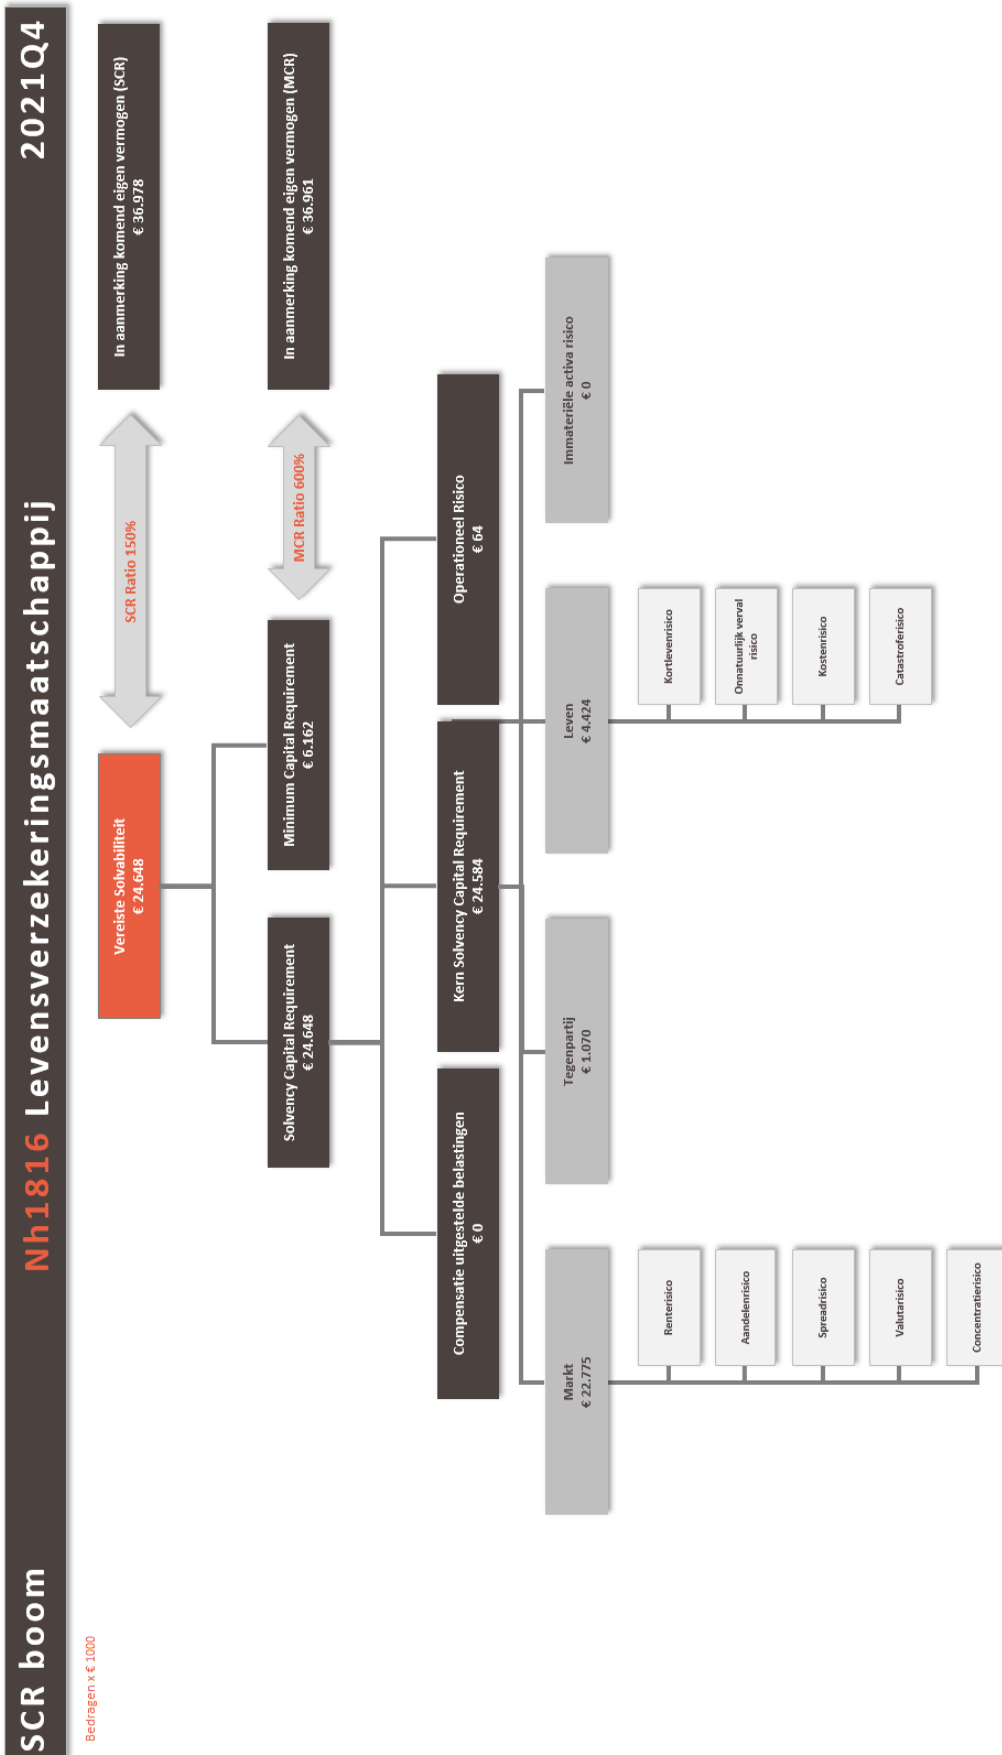 SCR boom
Nh1816 Levensverzekeringsmaatschappij
2021Q4
Bedragen x € 1000
Vereiste Solvabiliteit
€ 24.648
SCR Ratio 150%
In aanmerking komend eigen vermogen (SCR)
€ 36.978
Solvency Capital Requirement
€ 24.648
Minimum Capital Requirement
€ 6.162
MCR Ratio 600%
In aanmerking komend eigen vermogen (MCR)
€ 36.961
Compensatie uitgestelde belastingen
€ 0
Kern Solvency Capital Requirement
€ 24.584
Operationeel Risico
€ 64
Markt
€ 22.775
Tegenpartij
€ 1.070
Leven
€ 4.424
Immateriële activa risico
€ 0
Renterisico
Aandelenrisico
Spreadrisico
Valutarisico
Concentratierisico
Kortlevenrisico
Onnatuurlijk verval
risico
Kostenrisico
Catastroferisico